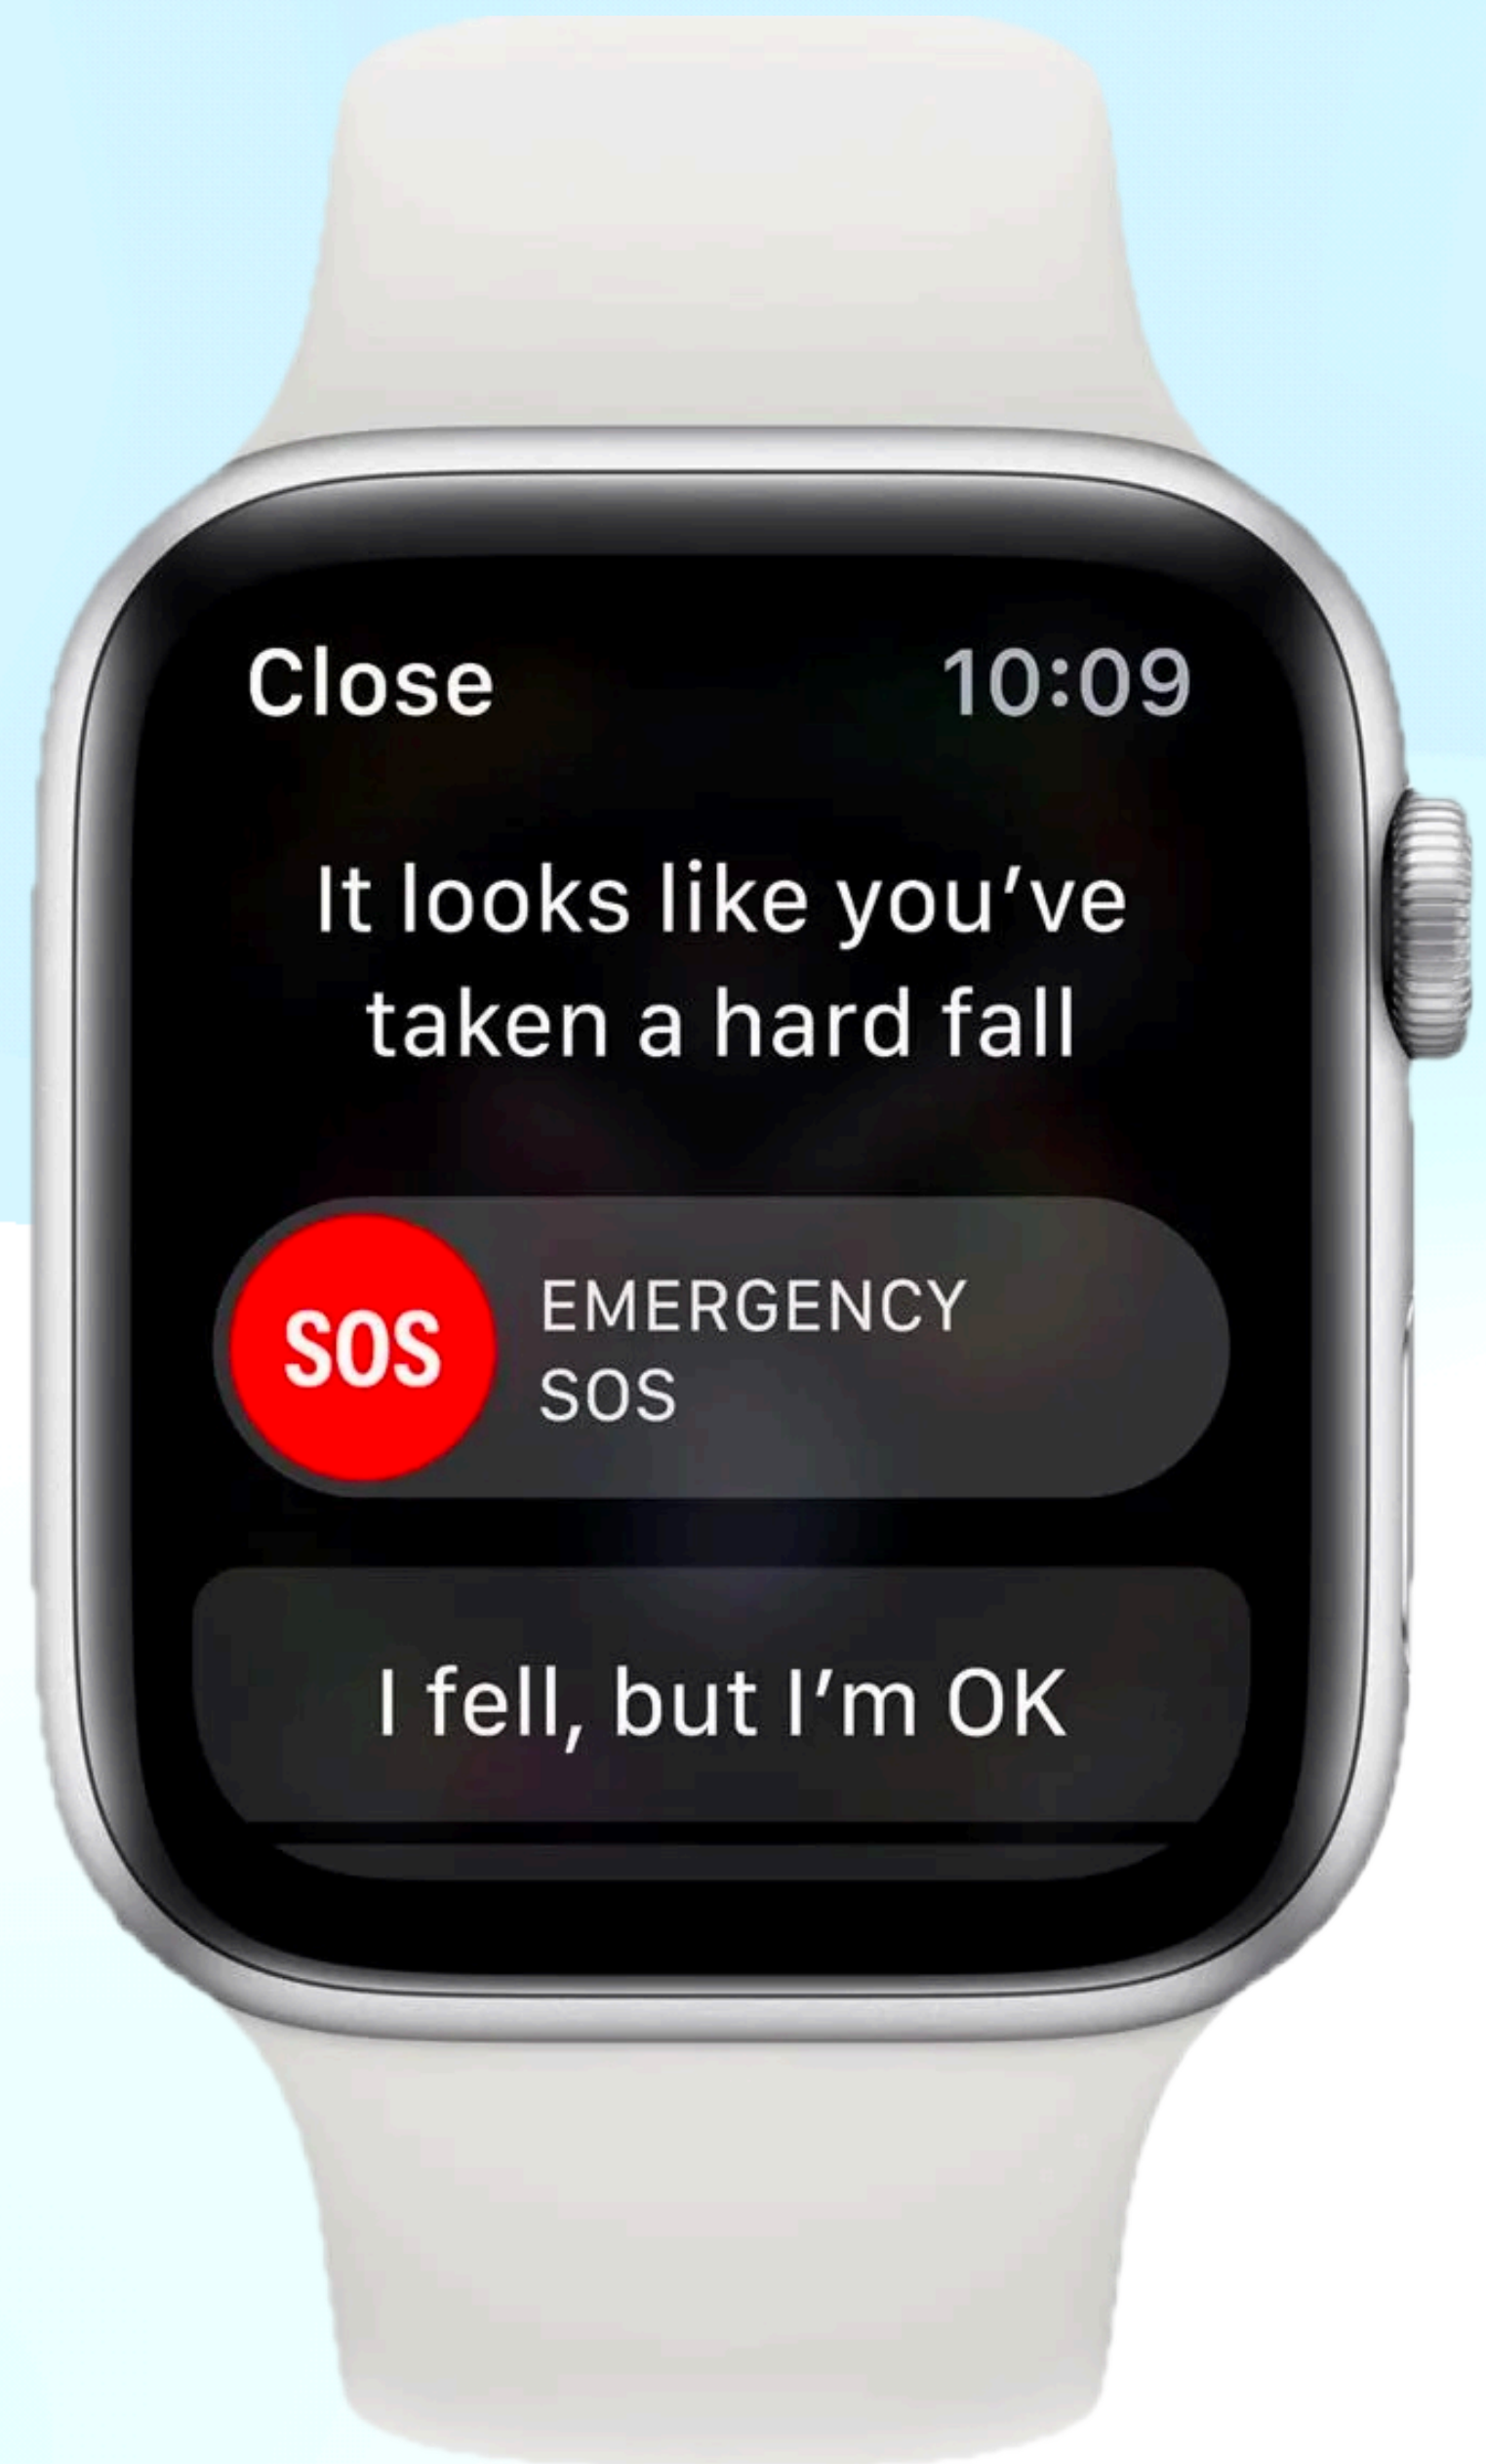 Close
10:09
It looks like you’ve
taken a hard fall
SOS
EMERGENCY
SOS
I fell, but I’m OK